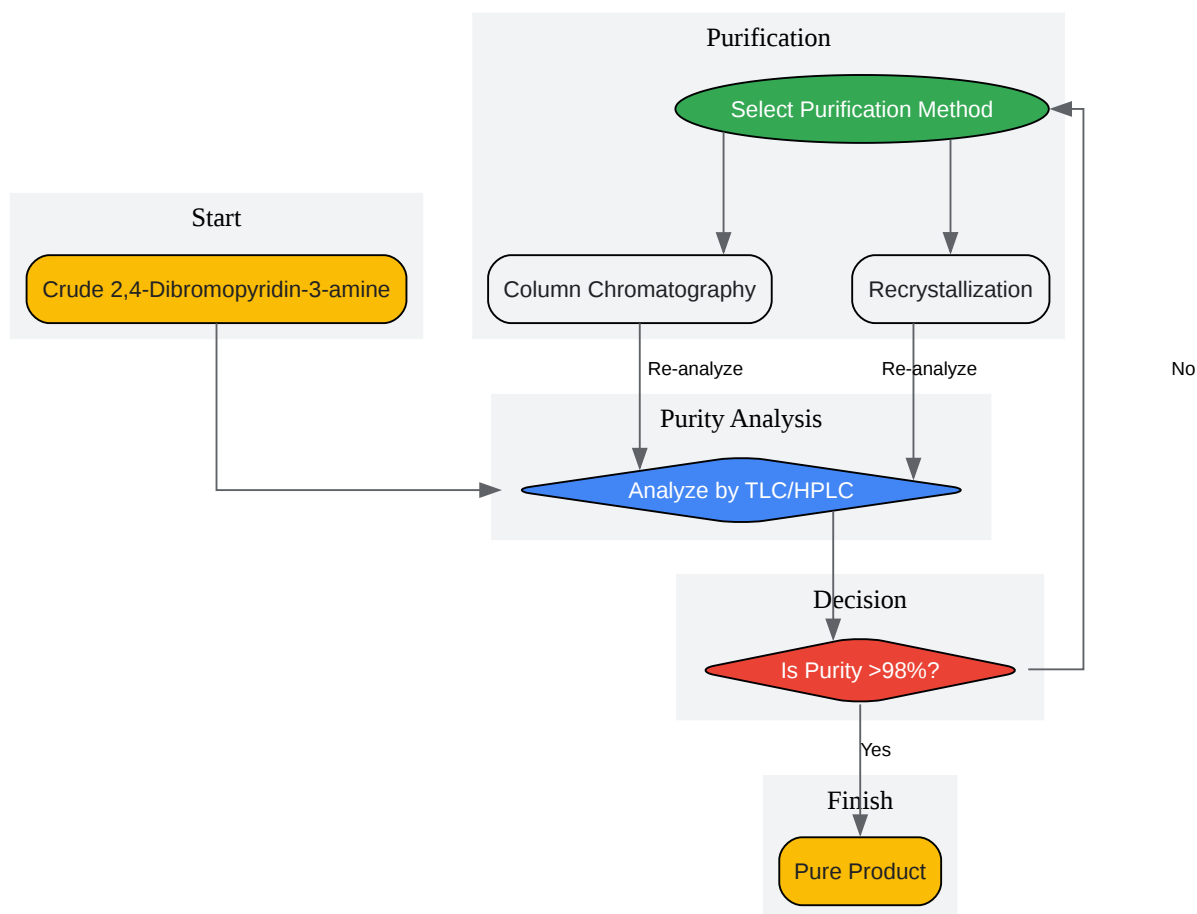 Purification
Select Purification Method
Start
Crude 2,4-Dibromopyridin-3-amine
Column Chromatography
Recrystallization
Re-analyze
Re-analyze
No
Purity Analysis
Analyze by TLC/HPLC
Decision
Is Purity >98%?
Yes
Finish
Pure Product